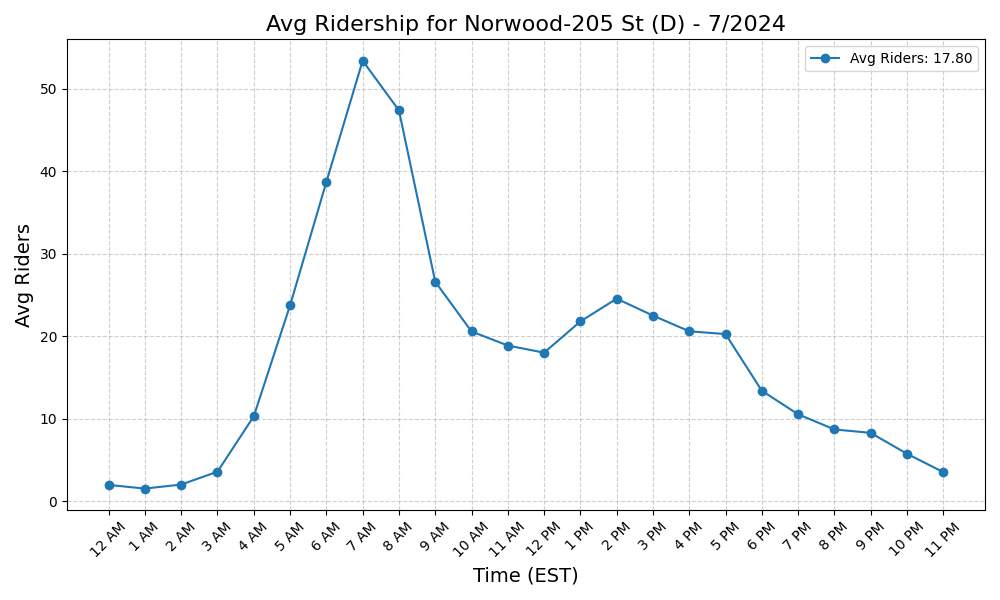 Avg Ridership for Norwood-205 St (D) - 7/2024
Avg Riders: 17.80
Avg Riders
50
40
30
20
10
0
12 AM
1 AM
2 AM
3 AM
4 AM
5 AM
6 AM
7 AM
8 AM
9 AM
10 AM
11 AM
12 PM
1 PM
2 PM
3 PM
4 PM
5 PM
6 PM
7 PM
8 PM
9 PM
10 PM
11 PM
Time (EST)